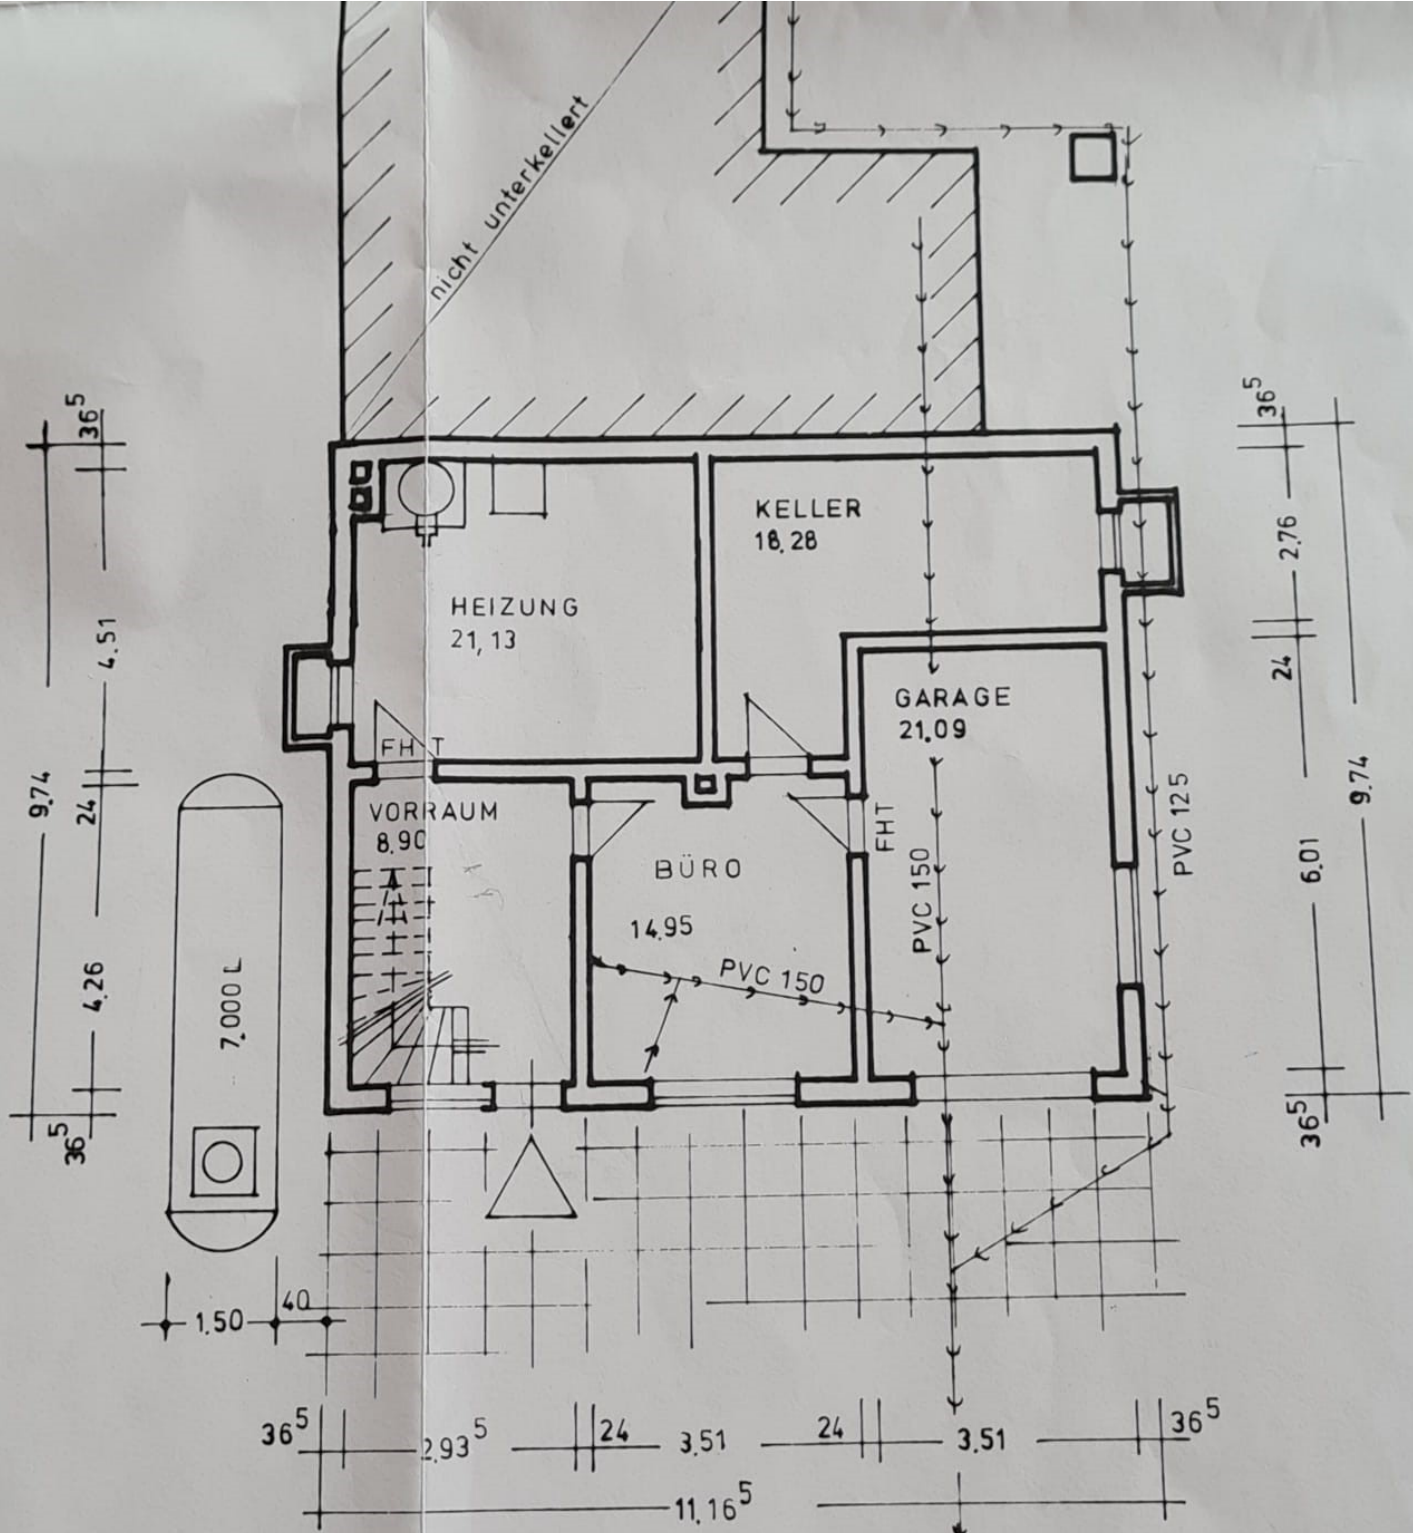 nicht unterkellert
36⁵
36⁵
KELLER
18,28
2,76
HEIZUNG
21,13
4.51
24
GARAGE
21,09
FHT
9.74
24
9.74
VORRAUM
8,90
FHT
PVC 125
BÜRO
14,95
PVC 150
6.01
PVC 150
4.26
7.000 L
36⁵
36⁵
1.50
40
36⁵
2.93⁵
24
3.51
24
3.51
36⁵
11.16⁵